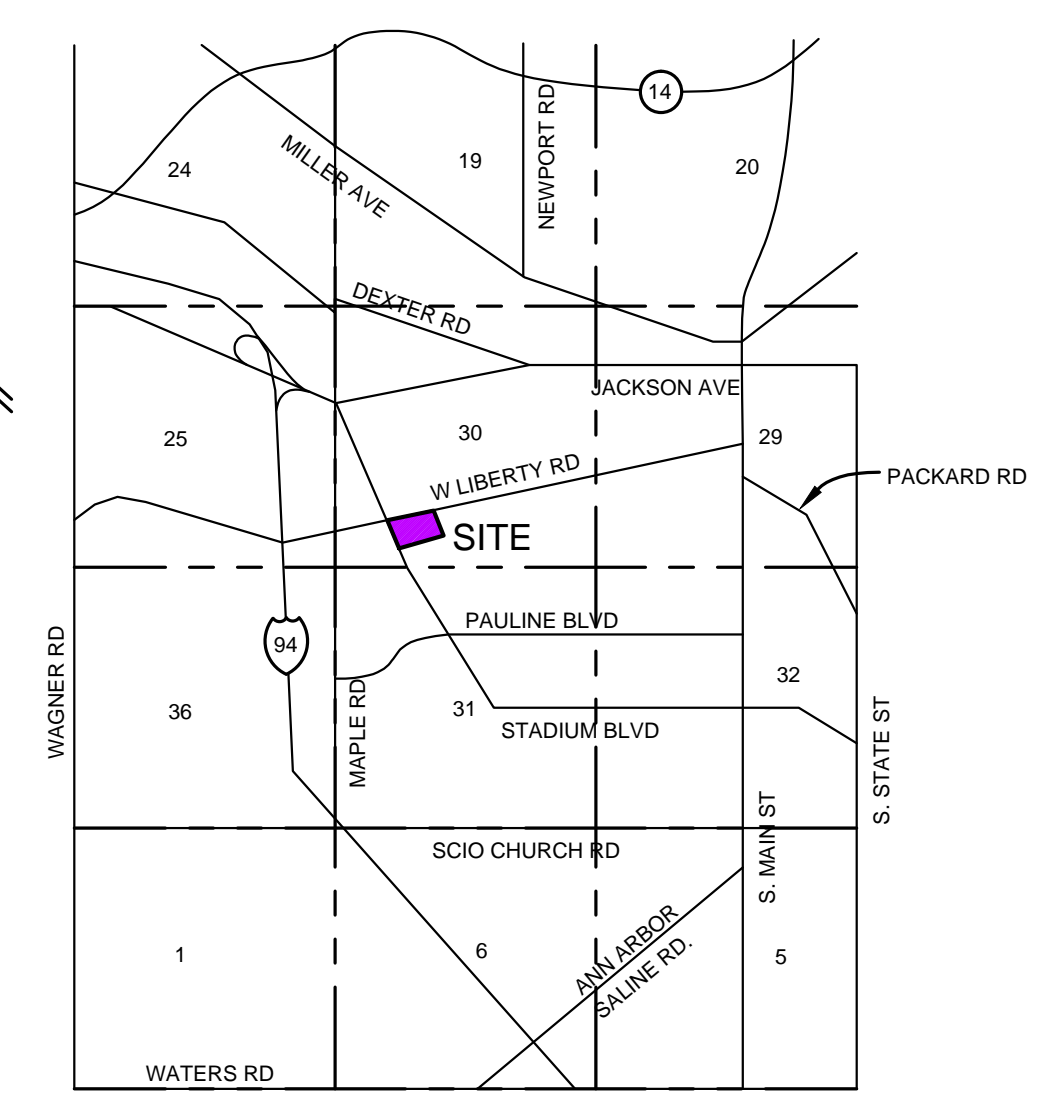 14
NEWPORT RD
MILLER AVE
24
19
20
DEXTER RD
JACKSON AVE
25
30
29
W LIBERTY RD
PACKARD RD
SITE
PAULINE BLVD
94
WAGNER RD
36
MAPLE RD
31
32
STADIUM BLVD
S. STATE ST
S. MAIN ST
SCIO CHURCH RD
1
6
ANN ARBOR
SALINE RD.
5
WATERS RD